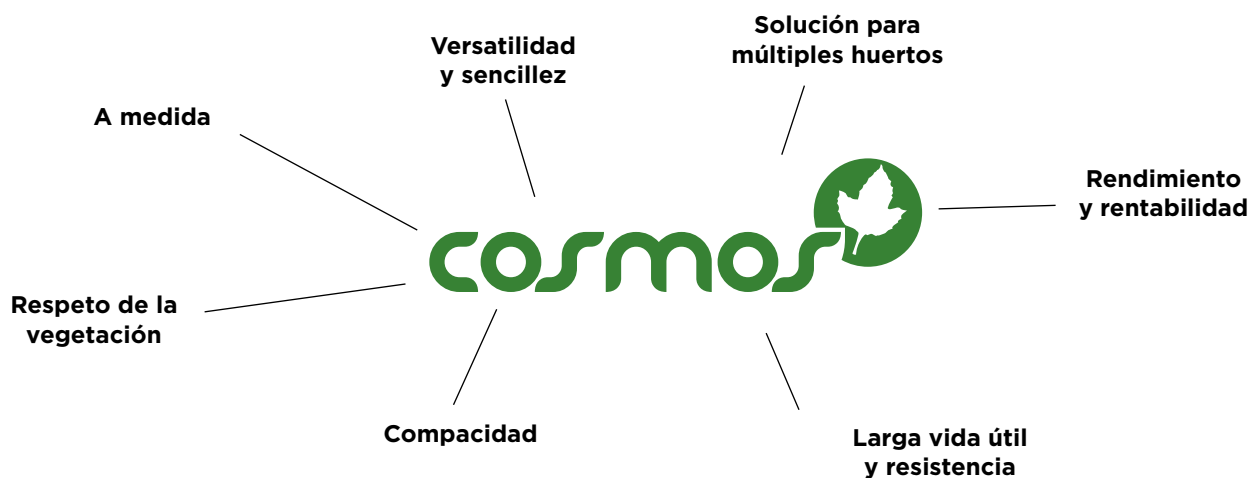 Solución para
múltiples huertos
Versatilidad
y sencillez
A medida
Rendimiento
y rentabilidad
cosmos
Respeto de la
vegetación
Compacidad
Larga vida útil
y resistencia